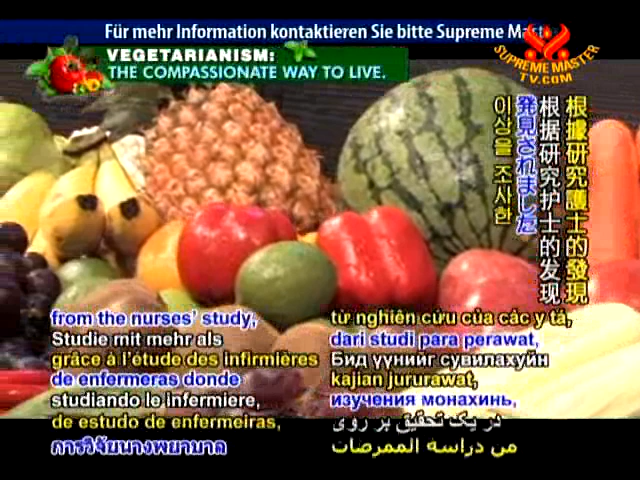 Für mehr Information kontaktieren Sie bitte Supreme Mast
VEGETARIANISM:
THE COMPASSIONATE WAY TO LIVE.
SUPREME MASTER
TV.COM
根據研究護士的發現
根据研究护士的发现
発見されました
이상을 조사한
from the nurses' study,
Studie mit mehr als
grâce à l'étude des infirmières
de enfermeras donde
studiando le infermiere,
de estudo de enfermeiras,
การวิจัยนางพยาบาล
từ nghiên cứu của các y tá,
dari studi para perawat,
Бид үүнийг сувилахуйн
kajian jururawat,
изучения монахинь,
در یک تحقیق بر روی
من دراسة الممرضات